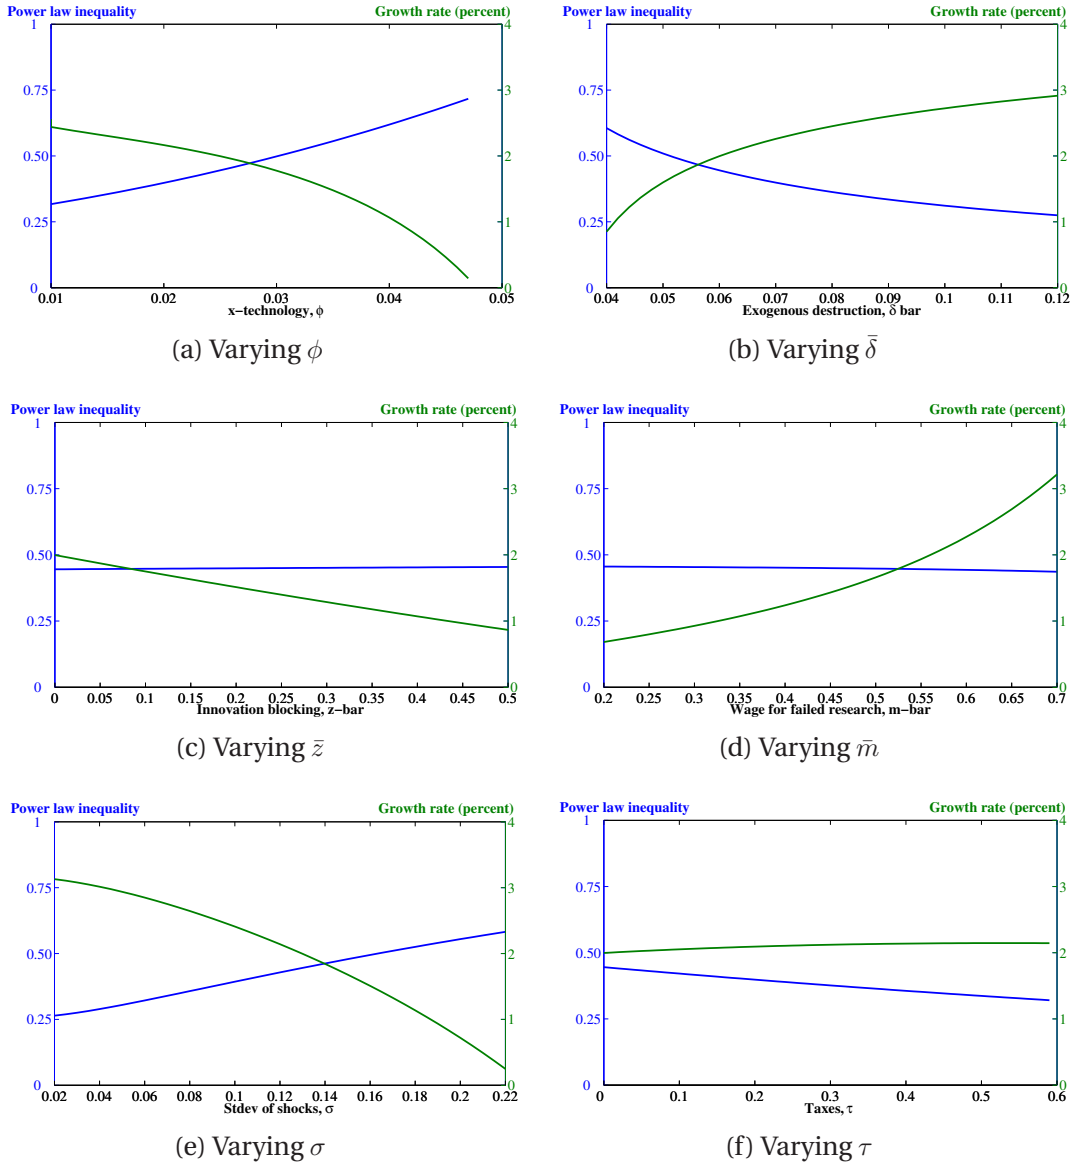 Power law inequality Growth rate (percent)
1 4
0.75 3
0.50 2
0.25 1
0 0
0.01 0.02 0.03 0.04 0.05
x−technology, φ
(a) Varying φ
Power law inequality Growth rate (percent)
1 4
0.75 3
0.50 2
0.25 1
0 0
0.04 0.05 0.06 0.07 0.08 0.09 0.1 0.11 0.12
Exogenous destruction, δ bar
(b) Varying δ̄
Power law inequality Growth rate (percent)
1 4
0.75 3
0.50 2
0.25 1
0 0
0 0.05 0.1 0.15 0.2 0.25 0.3 0.35 0.4 0.45 0.5
Innovation blocking, z−bar
(c) Varying z̄
Power law inequality Growth rate (percent)
1 4
0.75 3
0.50 2
0.25 1
0 0
0.2 0.25 0.3 0.35 0.4 0.45 0.5 0.55 0.6 0.65 0.7
Wage for failed research, m−bar
(d) Varying m̄
Power law inequality Growth rate (percent)
1 4
0.75 3
0.50 2
0.25 1
0 0
0.02 0.04 0.06 0.08 0.1 0.12 0.14 0.16 0.18 0.2 0.22
Stdev of shocks, σ
(e) Varying σ
Power law inequality Growth rate (percent)
1 4
0.75 3
0.50 2
0.25 1
0 0
0 0.1 0.2 0.3 0.4 0.5 0.6
Taxes, τ
(f) Varying τ